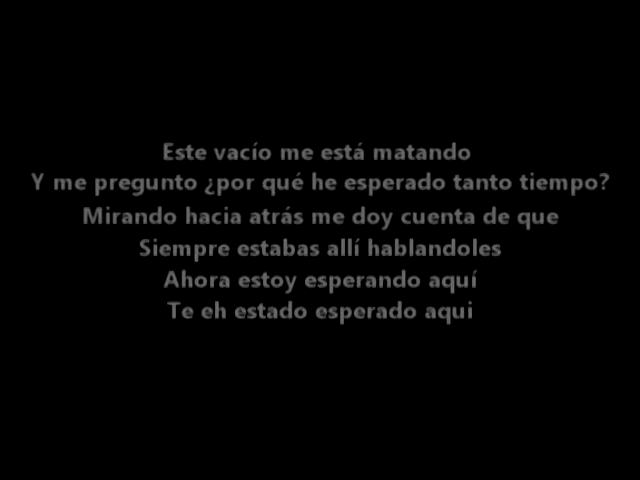 Este vacío me está matando
Y me pregunto ¿por qué he esperado tanto tiempo?
Mirando hacia atrás me doy cuenta de que
Siempre estabas allí hablandoles
Ahora estoy esperando aquí
Te eh estado esperado aqui